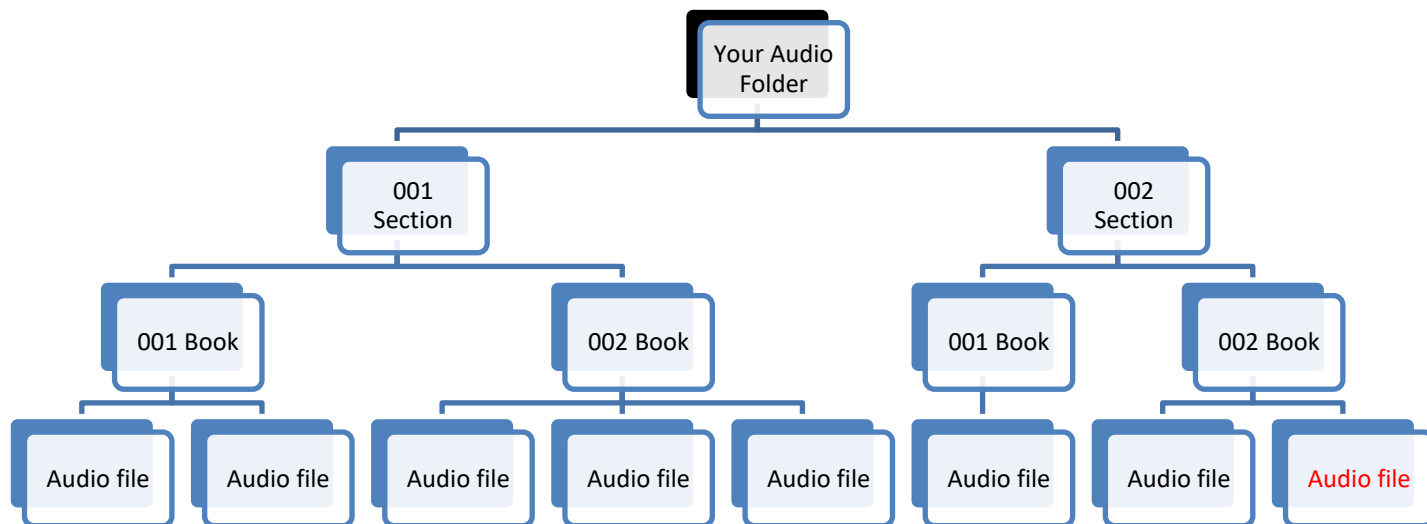 Your Audio
Folder
001
Section
002
Section
001 Book
002 Book
001 Book
002 Book
Audio file
Audio file
Audio file
Audio file
Audio file
Audio file
Audio file
Audio file